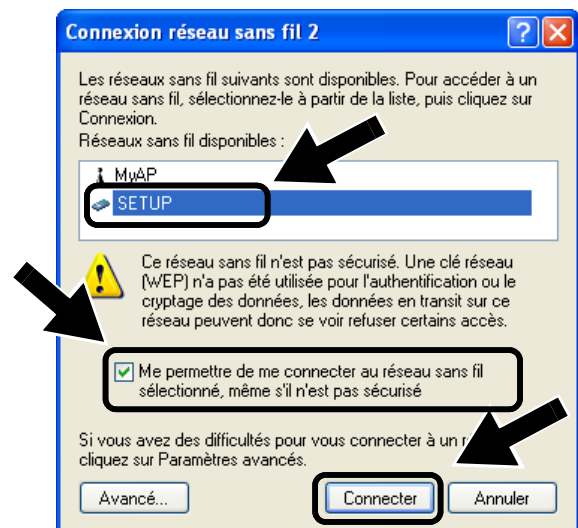 Connexion réseau sans fil 2
Les réseaux sans fil suivants sont disponibles. Pour accéder à un
réseau sans fil, sélectionnez-le à partir de la liste, puis cliquez sur
Connexion.
Réseaux sans fil disponibles :
MyAP
SETUP
Ce réseau sans fil n'est pas sécurisé. Une clé réseau
(WEP) n'a pas été utilisée pour l'authentification ou le
cryptage des données, les données en transit sur ce
réseau peuvent donc se voir refuser certains accès.
Me permettre de me connecter au réseau sans fil
sélectionné, même s'il n'est pas sécurisé
Si vous avez des difficultés pour vous connecter à un
cliquez sur Paramètres avancés.
Avancé...
Connecter
Annuler